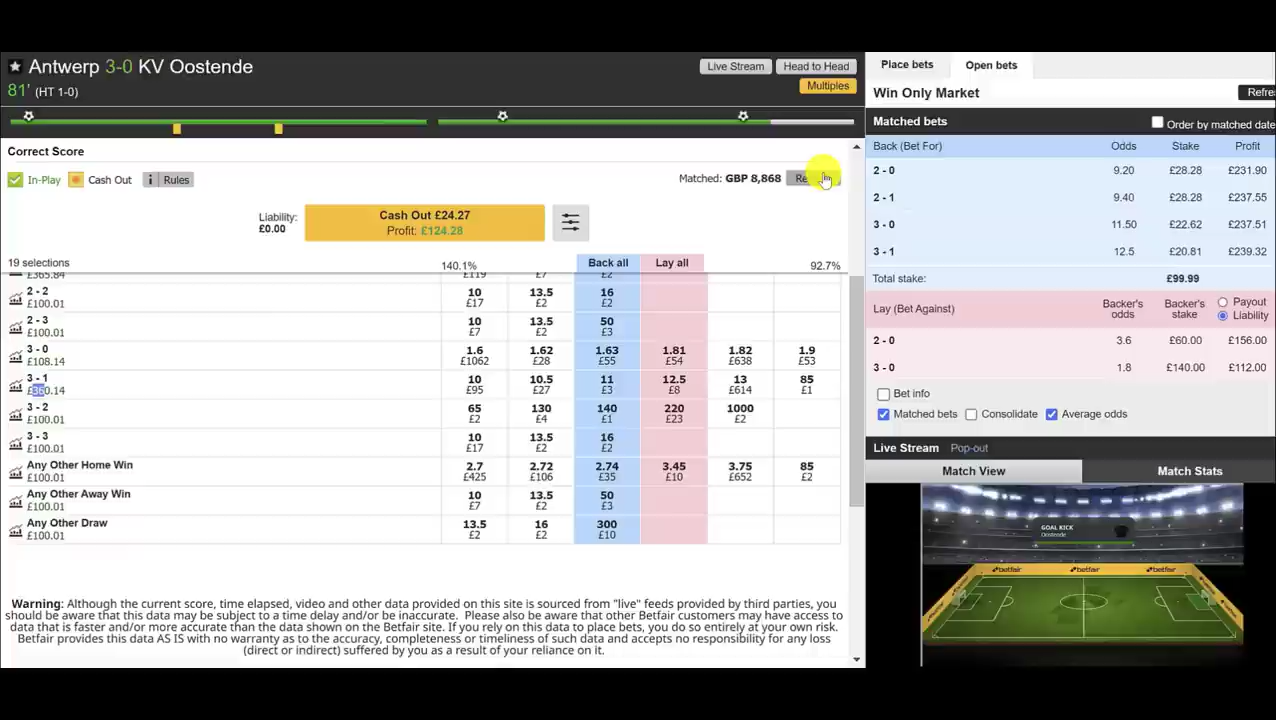 Antwerp 3-0 KV Oostende
Live Stream
Head to Head
81' (HT 1-0)
Multiples
Correct Score
In-Play
Cash Out
i Rules
Matched: GBP 8,868
Liability:
£0.00
Cash Out £24.27
Profit: £124.28
19 selections
140.1%
Back all
Lay all
92.7%
£365.84 £119 £7 £2
2 - 2 10 13.5 16
£100.01 £17 £2 £2
2 - 3 10 13.5 50
£100.01 £7 £2 £3
3 - 0 1.6 1.62 1.63 1.81 1.82 1.9
£108.14 £1062 £28 £55 £54 £638 £53
3 - 1 10 10.5 11 12.5 13 85
£360.14 £95 £27 £3 £8 £614 £1
3 - 2 65 130 140 220 1000
£100.01 £2 £4 £1 £23 £2
3 - 3 10 13.5 16
£100.01 £17 £2 £2
Any Other Home Win 2.7 2.72 2.74 3.45 3.75 85
£100.01 £425 £106 £35 £10 £652 £2
Any Other Away Win 10 13.5 50
£100.01 £7 £2 £3
Any Other Draw 13.5 16 300
£100.01 £2 £2 £10
Warning: Although the current score, time elapsed, video and other data provided on this site is sourced from "live" feeds provided by third parties, you
should be aware that this data may be subject to a time delay and/or be inaccurate. Please also be aware that other Betfair customers may have access to
data that is faster and/or more accurate than the data shown on the Betfair site. If you rely on this data to place bets, you do so entirely at your own risk.
Betfair provides this data AS IS with no warranty as to the accuracy, completeness or timeliness of such data and accepts no responsibility for any loss
(direct or indirect) suffered by you as a result of your reliance on it.
Place bets
Open bets
Win Only Market
Refre
Matched bets
Order by matched date
Back (Bet For) Odds Stake Profit
2 - 0 9.20 £28.28 £231.90
2 - 1 9.40 £28.28 £237.55
3 - 0 11.50 £22.62 £237.51
3 - 1 12.5 £20.81 £239.32
Total stake: £99.99
Lay (Bet Against)
Backer's odds
Backer's stake
Payout
Liability
2 - 0 3.6 £60.00 £156.00
3 - 0 1.8 £140.00 £112.00
Bet info
Matched bets
Consolidate
Average odds
Live Stream
Pop-out
Match View
Match Stats
GOAL KICK
Oostende
betfair
betfair
betfair